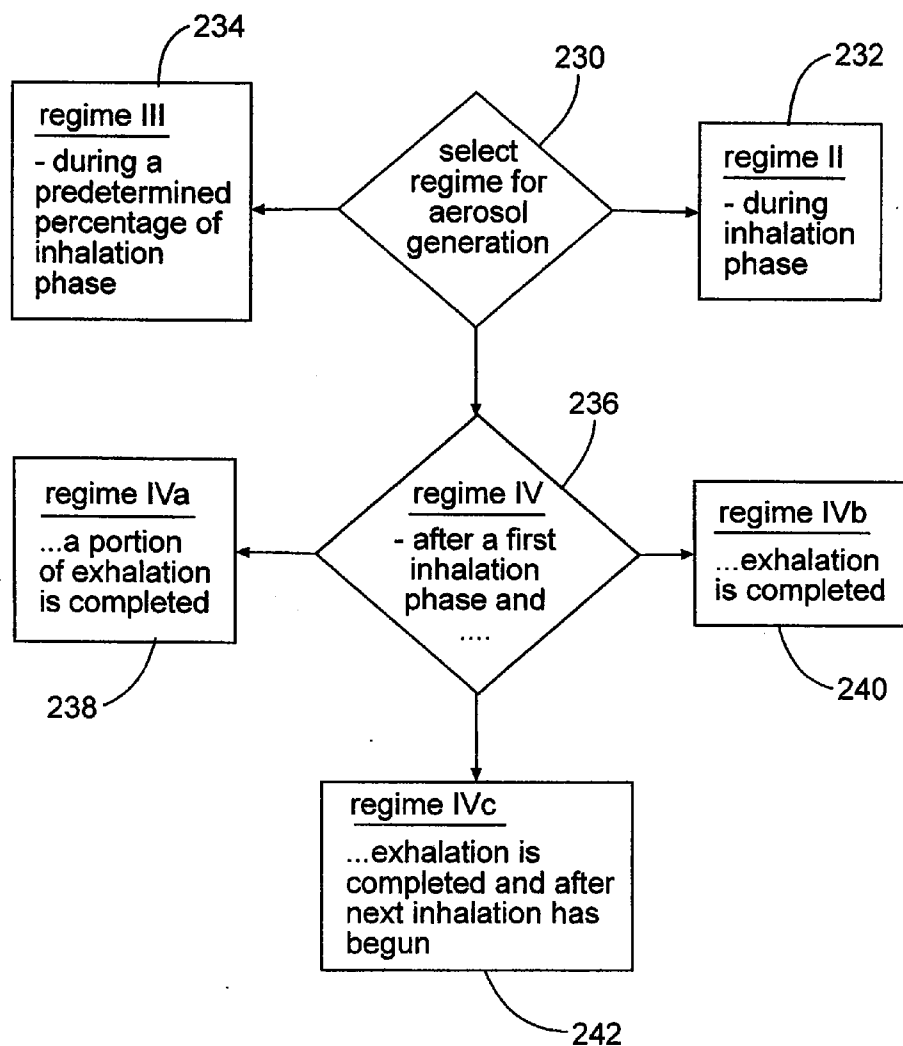 234
230
232
regime III
- during a
predetermined
percentage of
inhalation
phase
select
regime for
aerosol
generation
regime II
- during
inhalation
phase
236
regime IVa
...a portion
of exhalation
is completed
regime IV
- after a first
inhalation
phase and
....
regime IVb
...exhalation
is completed
238
240
regime IVc
...exhalation is
completed and after
next inhalation has
begun
242